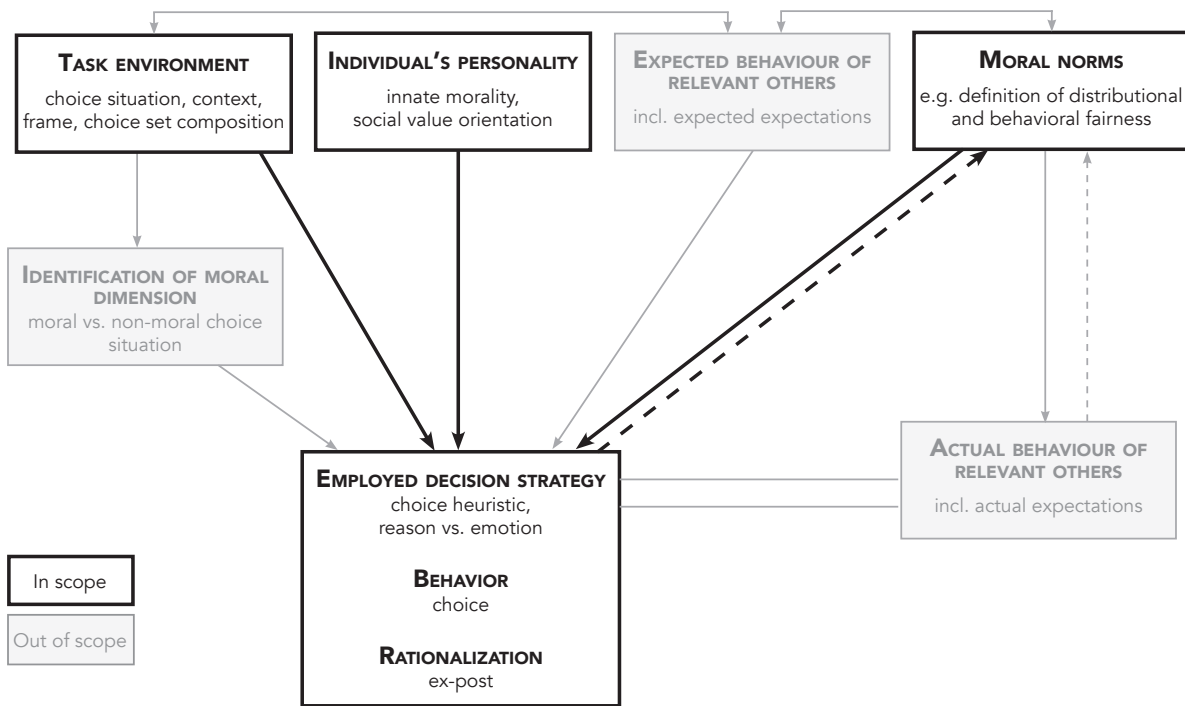 TASK ENVIRONMENT
choice situation, context,
frame, choice set composition
INDIVIDUAL'S PERSONALITY
innate morality,
social value orientation
EXPECTED BEHAVIOUR OF
RELEVANT OTHERS
incl. expected expectations
MORAL NORMS
e.g. definition of distributional
and behavioral fairness
IDENTIFICATION OF MORAL
DIMENSION
moral vs. non-moral choice
situation
EMPLOYED DECISION STRATEGY
choice heuristic,
reason vs. emotion
BEHAVIOR
choice
RATIONALIZATION
ex-post
ACTUAL BEHAVIOUR OF
RELEVANT OTHERS
incl. actual expectations
In scope
Out of scope